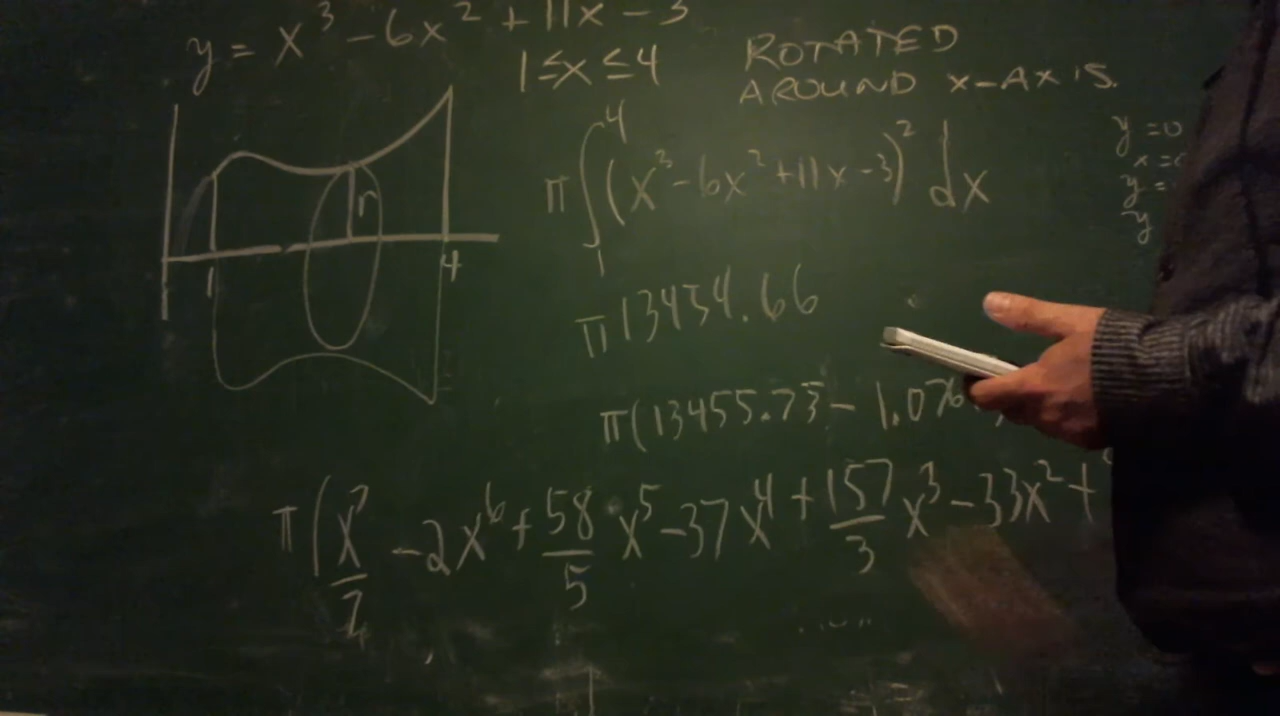 y = x³ - 6x² + 11x - 3
1 ≤ x ≤ 4
ROTATED
AROUND X-AXIS.
π ∫₁⁴ (x³ - 6x² + 11x - 3)² dx
y = 0
x =
y =
y
r
1 4
π 13454.66
π(13455.73 - 1.076
π(x⁷/7 - 2x⁶ + 58/5 x⁵ - 37x⁴ + 157/3 x³ - 33x² +